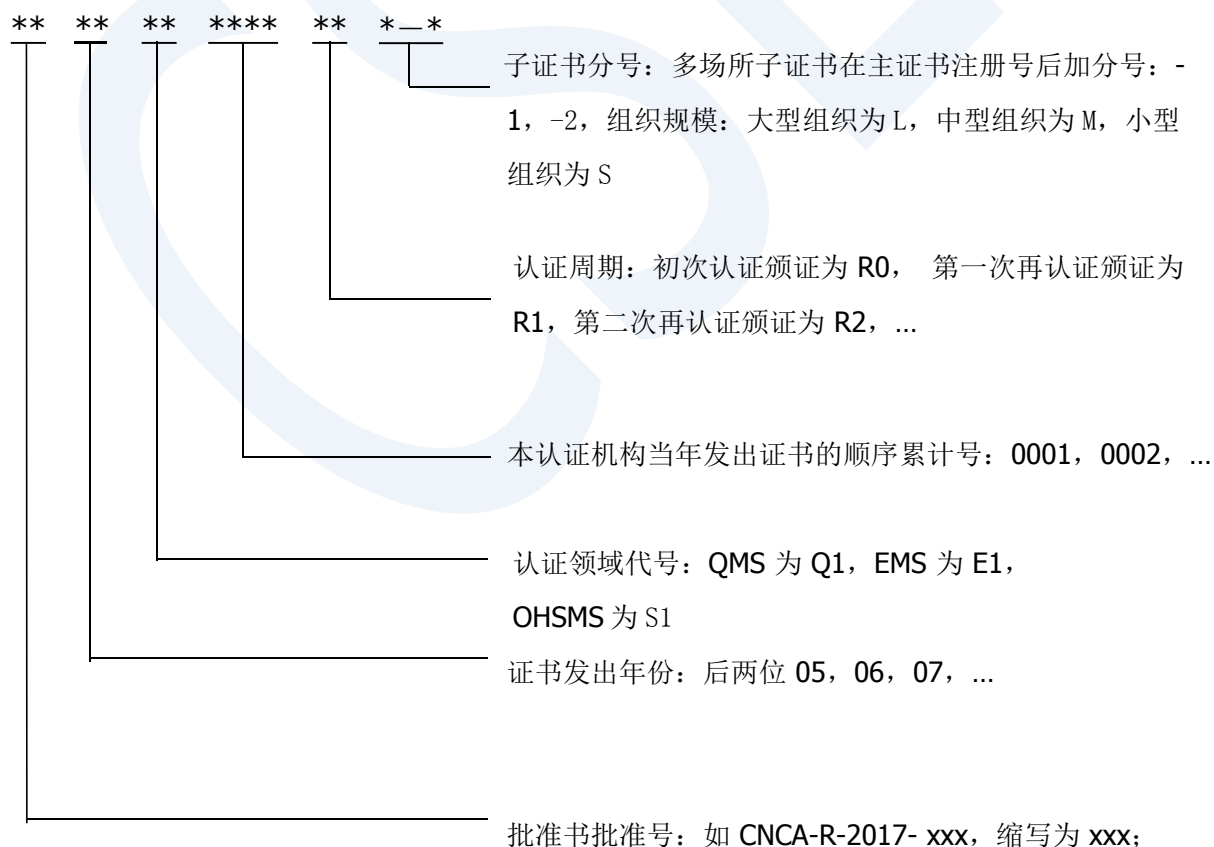 ** ** ** **** ** *—*
子证书分号：多场所子证书在主证书注册号后加分号：-
1，-2，组织规模：大型组织为 L，中型组织为 M，小型
组织为 S
认证周期：初次认证颁证为 R0， 第一次再认证颁证为
R1，第二次再认证颁证为 R2，…
本认证机构当年发出证书的顺序累计号：0001，0002，…
认证领域代号：QMS 为 Q1，EMS 为 E1，
OHSMS 为 S1
证书发出年份：后两位 05，06，07，…
批准书批准号：如 CNCA-R-2017- xxx，缩写为 xxx；